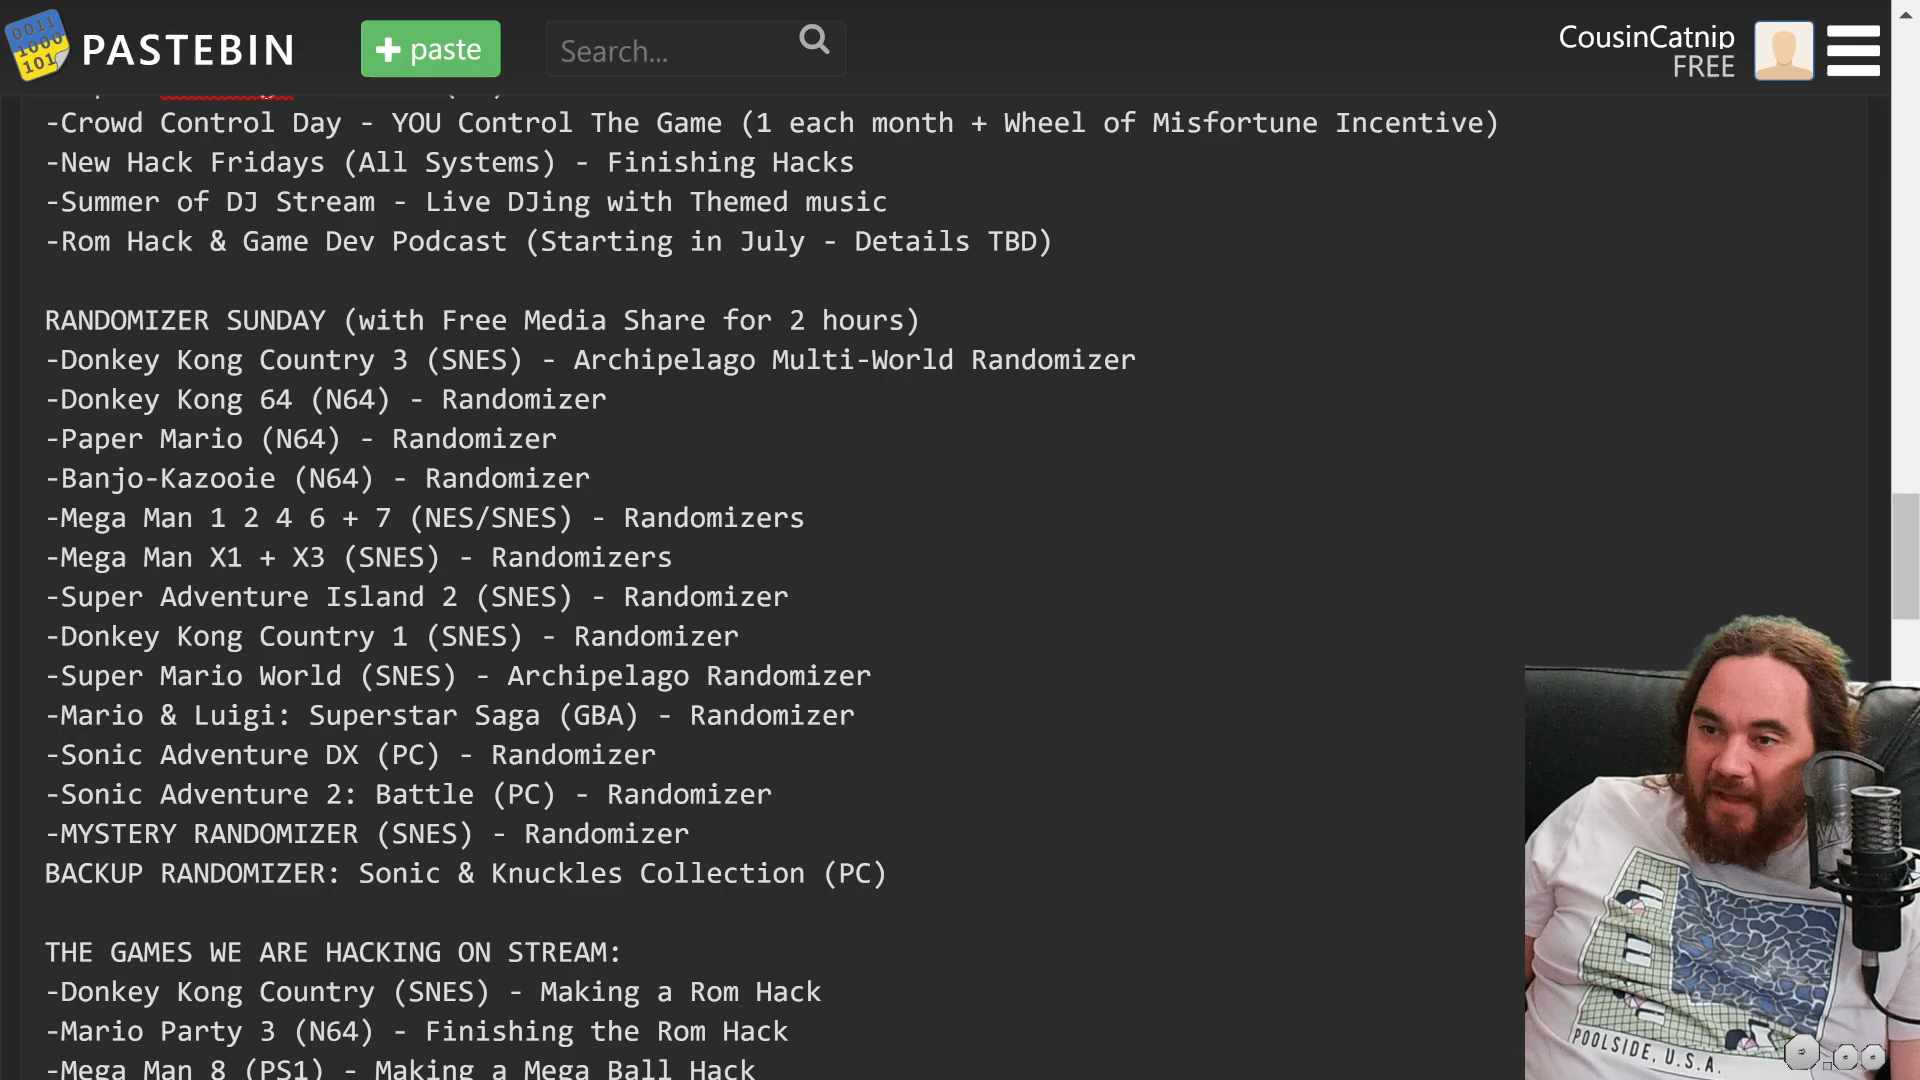 0011
1000
101
PASTEBIN
+ paste
Search...
CousinCatnip
FREE
-Crowd Control Day - YOU Control The Game (1 each month + Wheel of Misfortune Incentive)
-New Hack Fridays (All Systems) - Finishing Hacks
-Summer of DJ Stream - Live DJing with Themed music
-Rom Hack & Game Dev Podcast (Starting in July - Details TBD)
RANDOMIZER SUNDAY (with Free Media Share for 2 hours)
-Donkey Kong Country 3 (SNES) - Archipelago Multi-World Randomizer
-Donkey Kong 64 (N64) - Randomizer
-Paper Mario (N64) - Randomizer
-Banjo-Kazooie (N64) - Randomizer
-Mega Man 1 2 4 6 + 7 (NES/SNES) - Randomizers
-Mega Man X1 + X3 (SNES) - Randomizers
-Super Adventure Island 2 (SNES) - Randomizer
-Donkey Kong Country 1 (SNES) - Randomizer
-Super Mario World (SNES) - Archipelago Randomizer
-Mario & Luigi: Superstar Saga (GBA) - Randomizer
-Sonic Adventure DX (PC) - Randomizer
-Sonic Adventure 2: Battle (PC) - Randomizer
-MYSTERY RANDOMIZER (SNES) - Randomizer
BACKUP RANDOMIZER: Sonic & Knuckles Collection (PC)
THE GAMES WE ARE HACKING ON STREAM:
-Donkey Kong Country (SNES) - Making a Rom Hack
-Mario Party 3 (N64) - Finishing the Rom Hack
-Mega Man 8 (PS1) - Making a Mega Ball Hack
POOLSIDE, U.S.A.
0.00